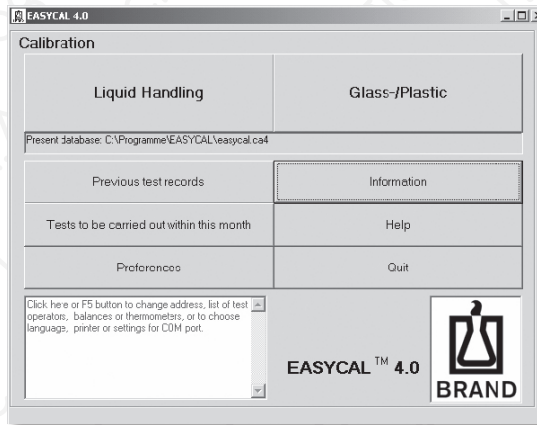 EASYCAL 4.0
Calibration
Liquid Handling
Glass-/Plastic
Present database: C:\Programme\EASYCAL\easycal.ca4
Previous test records
Information
Tests to be carried out within this month
Help
Preferences
Quit
Click here or F5 button to change address, list of test
operators, balances or thermometers, or to choose
language, printer or settings for COM port.
EASYCAL™ 4.0
BRAND